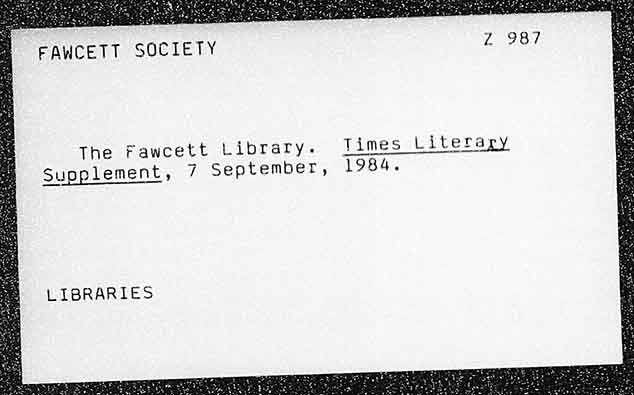 FAWCETT SOCIETY
Z 987
The Fawcett Library. Times Literary
Supplement, 7 September, 1984.
LIBRARIES